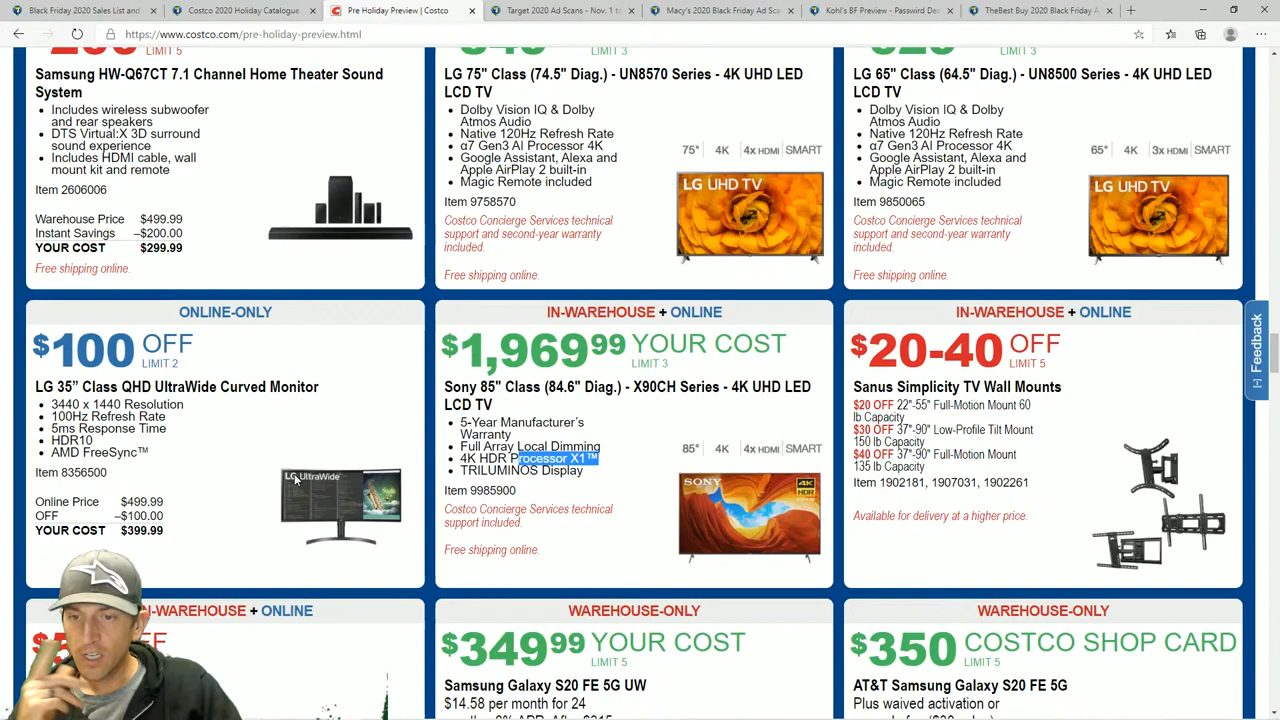 Black Friday 2020 Sales List and
Costco 2020 Holiday Catalogue
Pre Holiday Preview | Costco
Target 2020 Ad Scans - Nov. 1 to
Macy's 2020 Black Friday Ad Sca
Kohl's BF Preview - Passwird De
TheBest Buy 2020 Black Friday A
https://www.costco.com/pre-holiday-preview.html
LIMIT 5
Samsung HW-Q67CT 7.1 Channel Home Theater Sound
System
Includes wireless subwoofer
and rear speakers
DTS Virtual:X 3D surround
sound experience
Includes HDMI cable, wall
mount kit and remote
Item 2606006
Warehouse Price $499.99
Instant Savings –$200.00
YOUR COST $299.99
Free shipping online.
LIMIT 3
LG 75" Class (74.5" Diag.) - UN8570 Series - 4K UHD LED
LCD TV
Dolby Vision IQ & Dolby
Atmos Audio
Native 120Hz Refresh Rate
α7 Gen3 AI Processor 4K
Google Assistant, Alexa and
Apple AirPlay 2 built-in
Magic Remote included
Item 9758570
Costco Concierge Services technical
support and second-year warranty
included.
Free shipping online.
75" 4K 4x HDMI SMART
LG UHD TV
LIMIT 3
LG 65" Class (64.5" Diag.) - UN8500 Series - 4K UHD LED
LCD TV
Dolby Vision IQ & Dolby
Atmos Audio
Native 120Hz Refresh Rate
α7 Gen3 AI Processor 4K
Google Assistant, Alexa and
Apple AirPlay 2 built-in
Magic Remote included
Item 9850065
Costco Concierge Services technical
support and second-year warranty
included.
Free shipping online.
65" 4K 3x HDMI SMART
LG UHD TV
ONLINE-ONLY
$100 OFF
LIMIT 2
LG 35” Class QHD UltraWide Curved Monitor
3440 x 1440 Resolution
100Hz Refresh Rate
5ms Response Time
HDR10
AMD FreeSync™
Item 8356500
Online Price $499.99
OFF –$100.00
YOUR COST $399.99
LG UltraWide
IN-WAREHOUSE + ONLINE
$1,969.99 YOUR COST
LIMIT 3
Sony 85" Class (84.6" Diag.) - X90CH Series - 4K UHD LED
LCD TV
5-Year Manufacturer’s
Warranty
Full Array Local Dimming
4K HDR Processor X1™
TRILUMINOS Display
Item 9985900
Costco Concierge Services technical
support included.
Free shipping online.
85" 4K 4x HDMI SMART
SONY
4K
HDR
IN-WAREHOUSE + ONLINE
$20-40 OFF
LIMIT 5
Sanus Simplicity TV Wall Mounts
$20 OFF 22"-55" Full-Motion Mount 60
lb Capacity
$30 OFF 37"-90" Low-Profile Tilt Mount
150 lb Capacity
$40 OFF 37"-90" Full-Motion Mount
135 lb Capacity
Item 1902181, 1907031, 1902261
Available for delivery at a higher price.
[-] Feedback
IN-WAREHOUSE + ONLINE
WAREHOUSE-ONLY
$349.99 YOUR COST
LIMIT 5
Samsung Galaxy S20 FE 5G UW
$14.58 per month for 24
WAREHOUSE-ONLY
$350 COSTCO SHOP CARD
LIMIT 5
AT&T Samsung Galaxy S20 FE 5G
Plus waived activation or